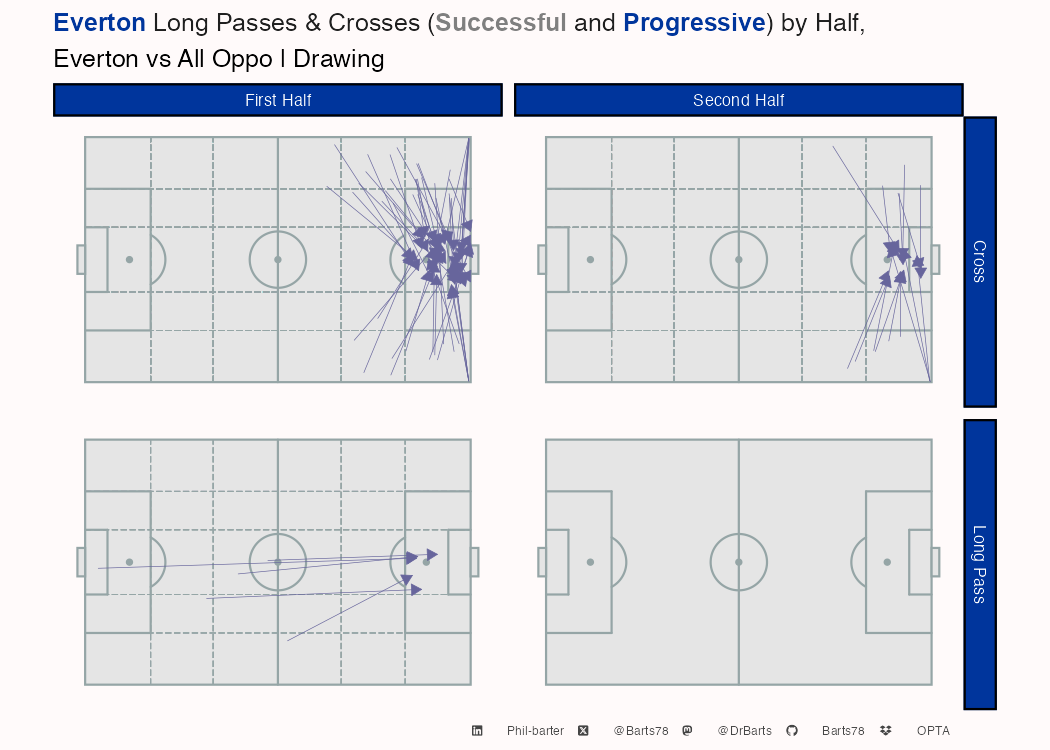 Everton Long Passes & Crosses (Successful and Progressive) by Half,
Everton vs All Oppo I Drawing
First Half
Second Half
Cross
Long Pass
Phil-barter @Barts78 @DrBarts Barts78 OPTA